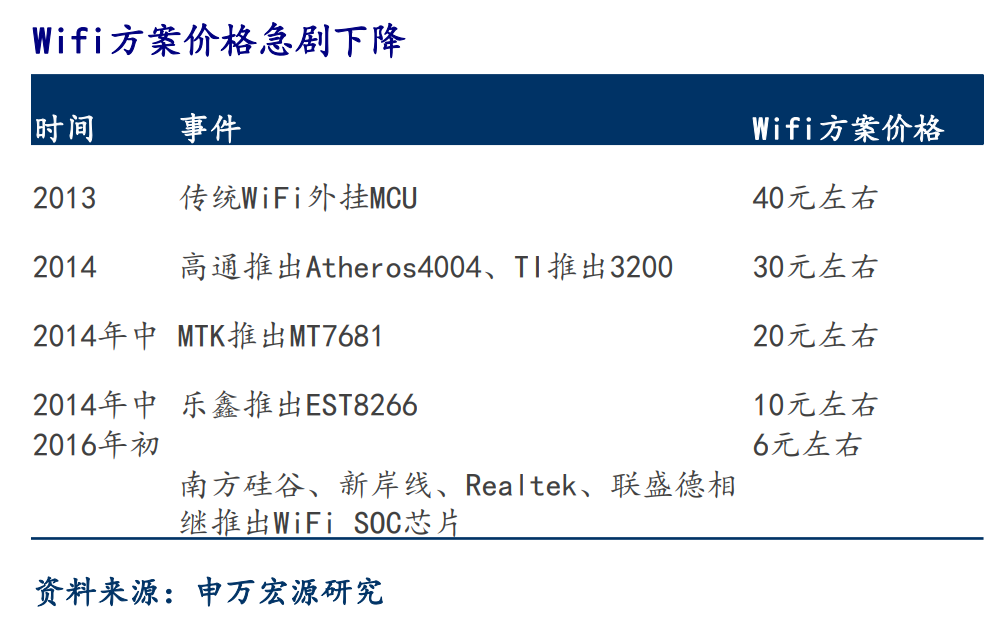 Wifi方案价格急剧下降
时间 事件 Wifi方案价格
2013 传统WiFi外挂MCU 40元左右
2014 高通推出Atheros4004、TI推出3200 30元左右
2014年中 MTK推出MT7681 20元左右
2014年中 乐鑫推出EST8266 10元左右
2016年初 6元左右
南方硅谷、新岸线、Realtek、联盛德相
继推出WiFi SOC芯片
资料来源：申万宏源研究